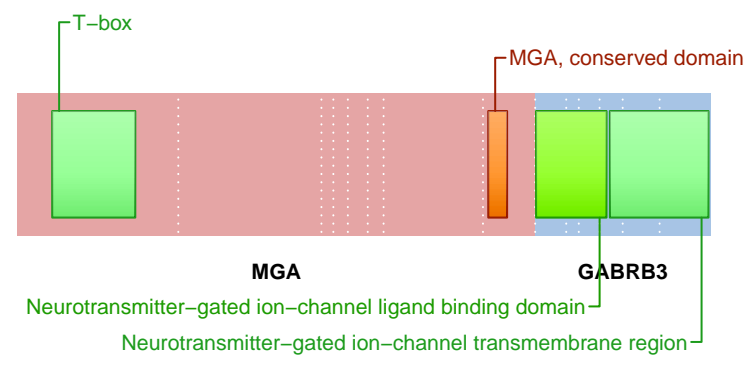 T−box
MGA, conserved domain
MGA
GABRB3
Neurotransmitter−gated ion−channel ligand binding domain
Neurotransmitter−gated ion−channel transmembrane region